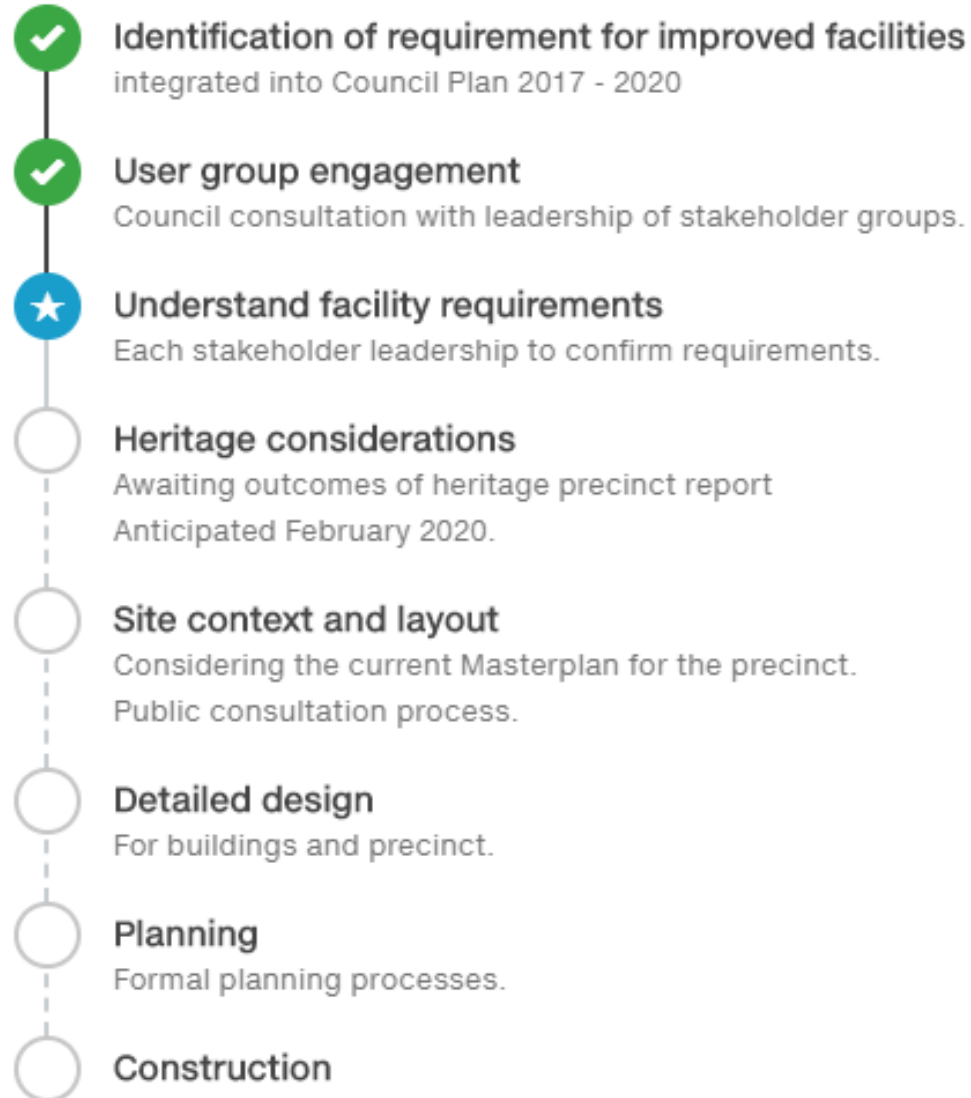 Identification of requirement for improved facilities
integrated into Council Plan 2017 - 2020
User group engagement
Council consultation with leadership of stakeholder groups.
Understand facility requirements
Each stakeholder leadership to confirm requirements.
Heritage considerations
Awaiting outcomes of heritage precinct report
Anticipated February 2020.
Site context and layout
Considering the current Masterplan for the precinct.
Public consultation process.
Detailed design
For buildings and precinct.
Planning
Formal planning processes.
Construction